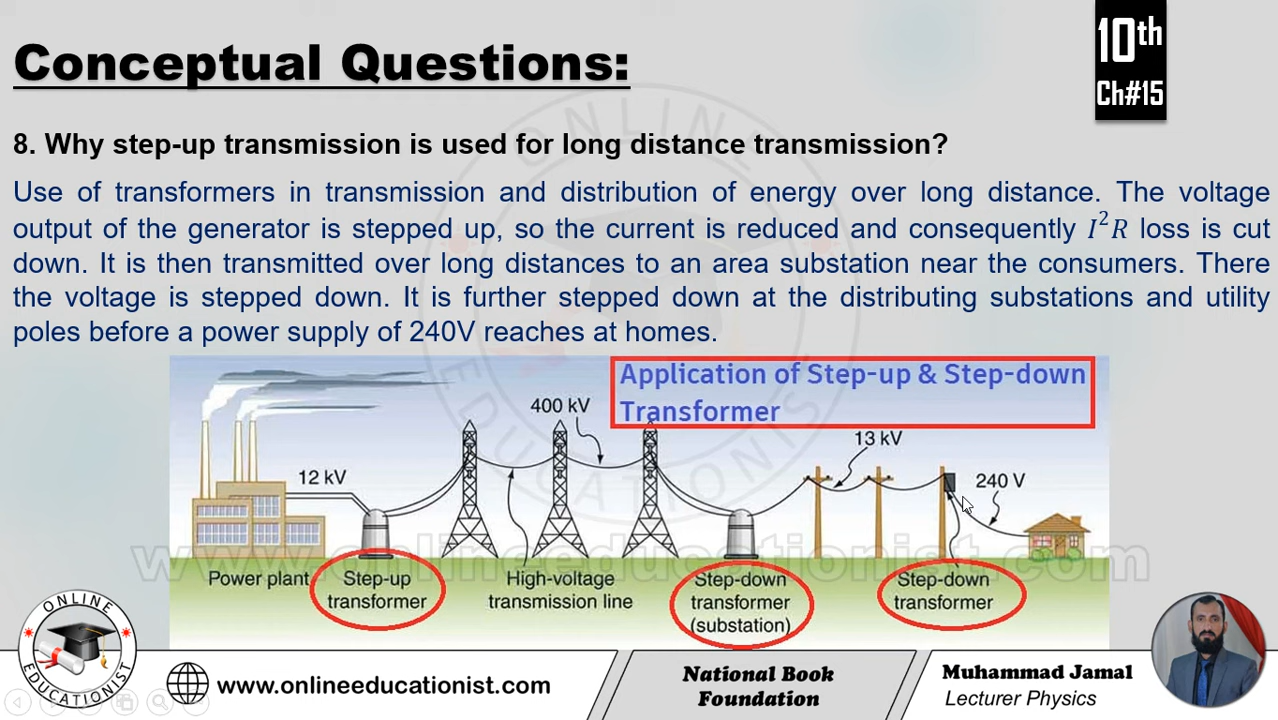 Conceptual Questions:
10th
Ch#15
8. Why step-up transmission is used for long distance transmission?
Use of transformers in transmission and distribution of energy over long distance. The voltage
output of the generator is stepped up, so the current is reduced and consequently I²R loss is cut
down. It is then transmitted over long distances to an area substation near the consumers. There
the voltage is stepped down. It is further stepped down at the distributing substations and utility
poles before a power supply of 240V reaches at homes.
Application of Step-up & Step-down
Transformer
400 kV
13 kV
12 kV
240 V
Power plant
Step-up
transformer
High-voltage
transmission line
Step-down
transformer
(substation)
Step-down
transformer
ONLINE
EDUCATIONIST
www.onlineeducationist.com
ONLINE
EDUCATIONIST
www.onlineeducationist.com
National Book
Foundation
Muhammad Jamal
Lecturer Physics